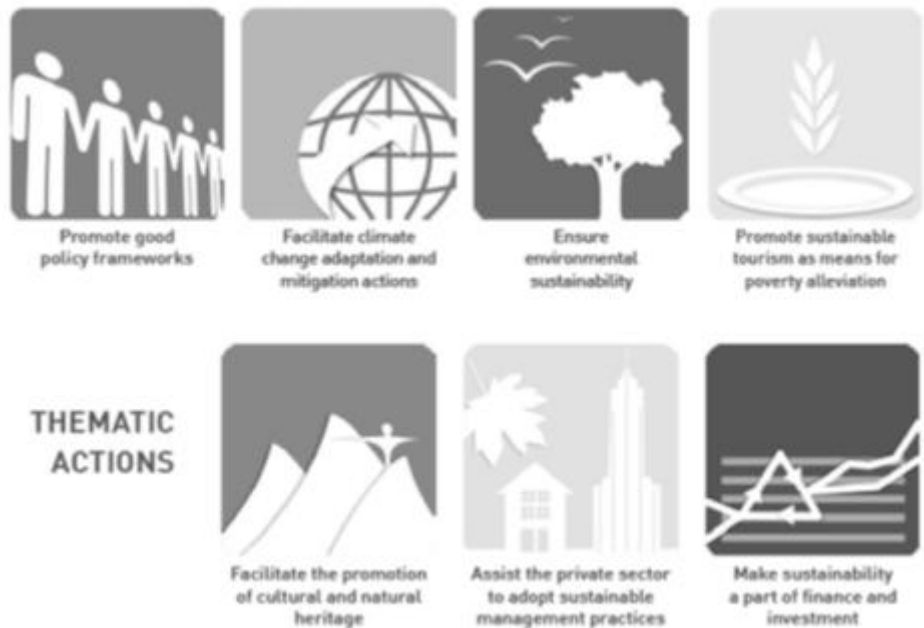 Promote good
policy frameworks
Facilitate climate
change adaptation and
mitigation actions
Ensure
environmental
sustainability
Promote sustainable
tourism as means for
poverty alleviation
THEMATIC
ACTIONS
Facilitate the promotion
of cultural and natural
heritage
Assist the private sector
to adopt sustainable
management practices
Make sustainability
a part of finance and
investment